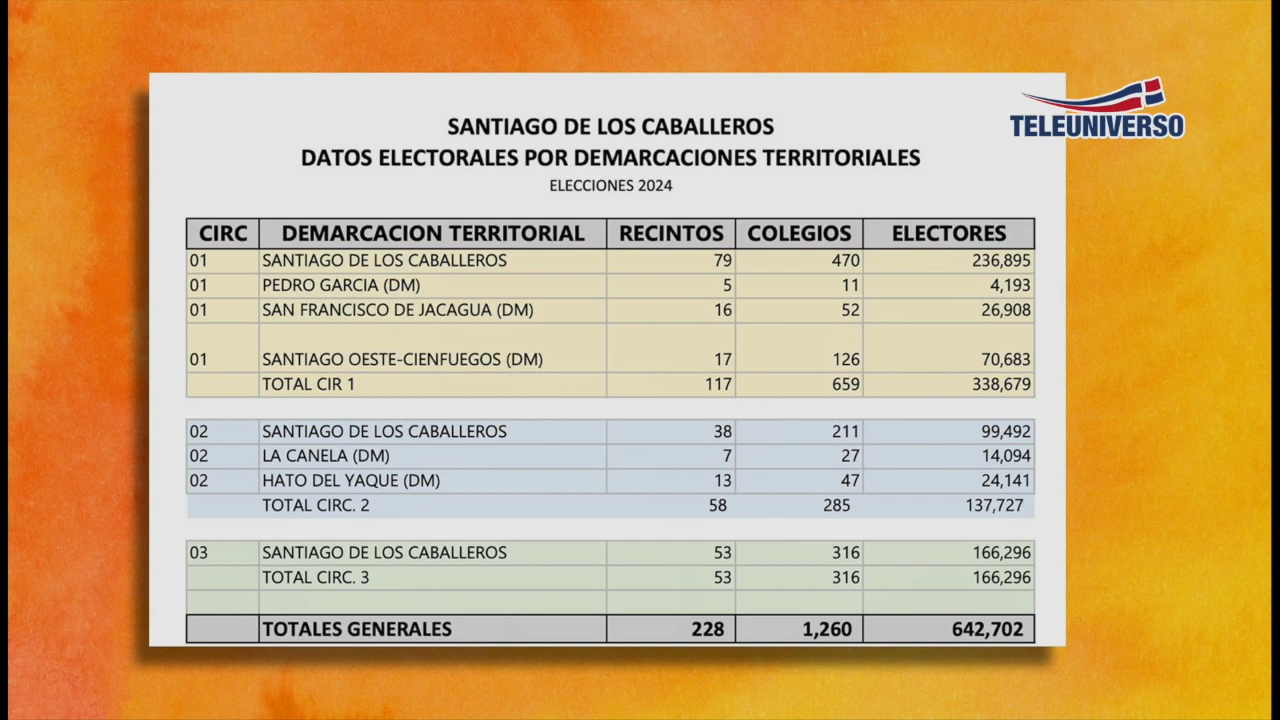 TELEUNIVERSO
SANTIAGO DE LOS CABALLEROS
DATOS ELECTORALES POR DEMARCACIONES TERRITORIALES
ELECCIONES 2024
CIRC DEMARCACION TERRITORIAL RECINTOS COLEGIOS ELECTORES
01 SANTIAGO DE LOS CABALLEROS 79 470 236,895
01 PEDRO GARCIA (DM) 5 11 4,193
01 SAN FRANCISCO DE JACAGUA (DM) 16 52 26,908
01 SANTIAGO OESTE-CIENFUEGOS (DM) 17 126 70,683
TOTAL CIR 1 117 659 338,679
02 SANTIAGO DE LOS CABALLEROS 38 211 99,492
02 LA CANELA (DM) 7 27 14,094
02 HATO DEL YAQUE (DM) 13 47 24,141
TOTAL CIRC. 2 58 285 137,727
03 SANTIAGO DE LOS CABALLEROS 53 316 166,296
TOTAL CIRC. 3 53 316 166,296
TOTALES GENERALES 228 1,260 642,702